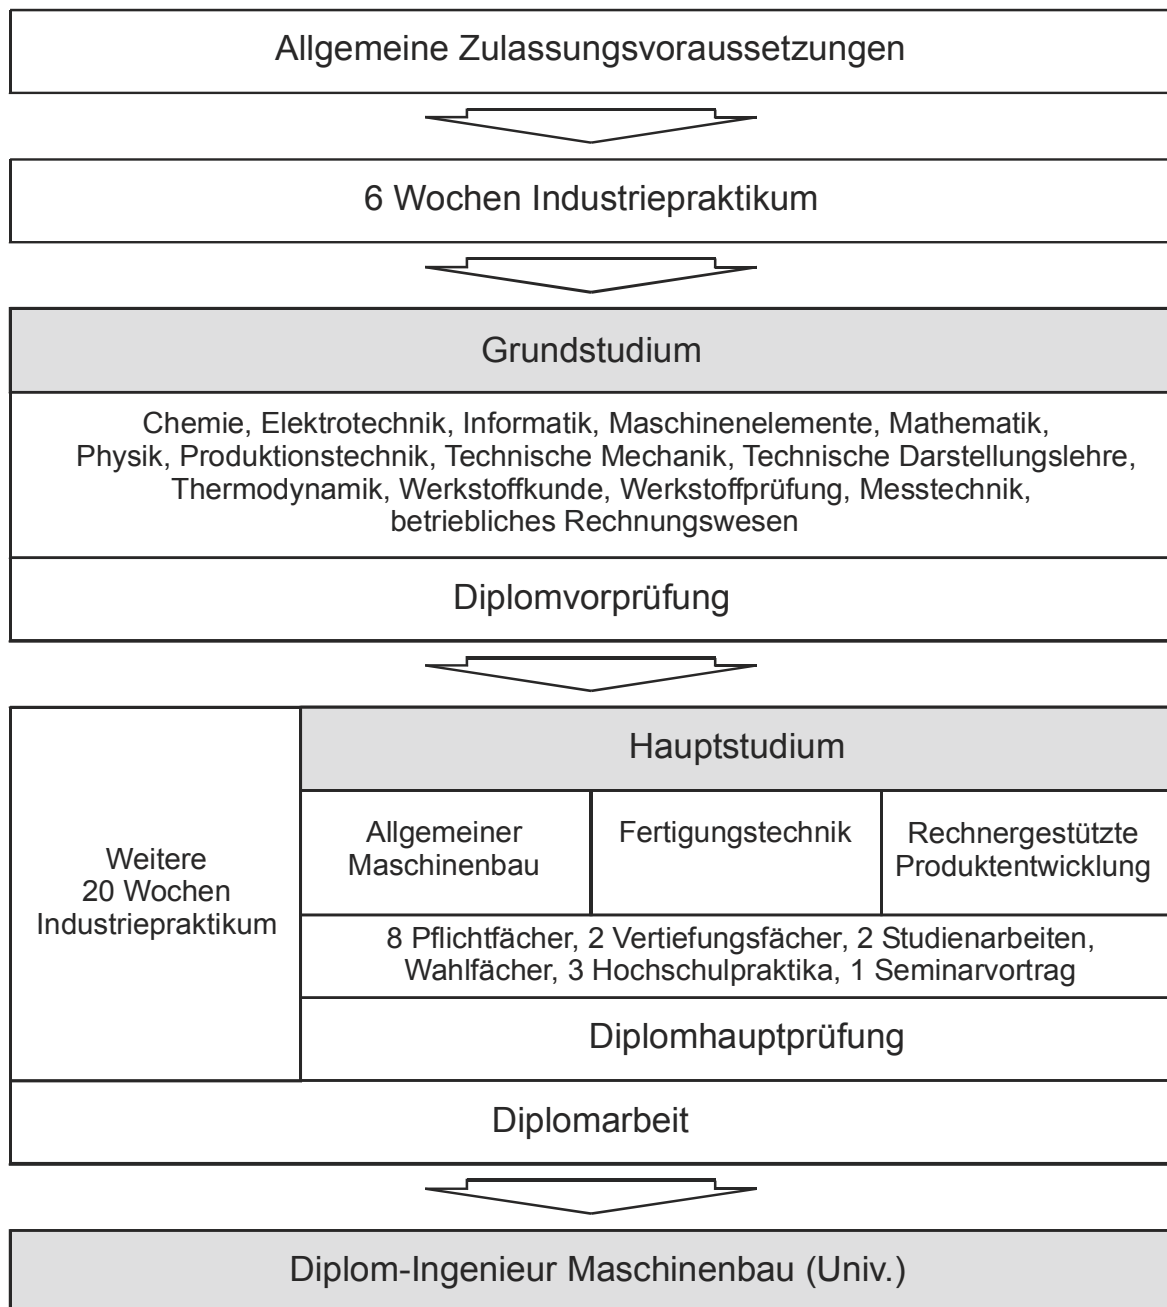 Allgemeine Zulassungsvoraussetzungen
6 Wochen Industriepraktikum
Grundstudium
Chemie, Elektrotechnik, Informatik, Maschinenelemente, Mathematik,
Physik, Produktionstechnik, Technische Mechanik, Technische Darstellungslehre,
Thermodynamik, Werkstoffkunde, Werkstoffprüfung, Messtechnik,
betriebliches Rechnungswesen
Diplomvorprüfung
Weitere
20 Wochen
Industriepraktikum
Hauptstudium
Allgemeiner
Maschinenbau
Fertigungstechnik
Rechnergestützte
Produktentwicklung
8 Pflichtfächer, 2 Vertiefungsfächer, 2 Studienarbeiten,
Wahlfächer, 3 Hochschulpraktika, 1 Seminarvortrag
Diplomhauptprüfung
Diplomarbeit
Diplom-Ingenieur Maschinenbau (Univ.)